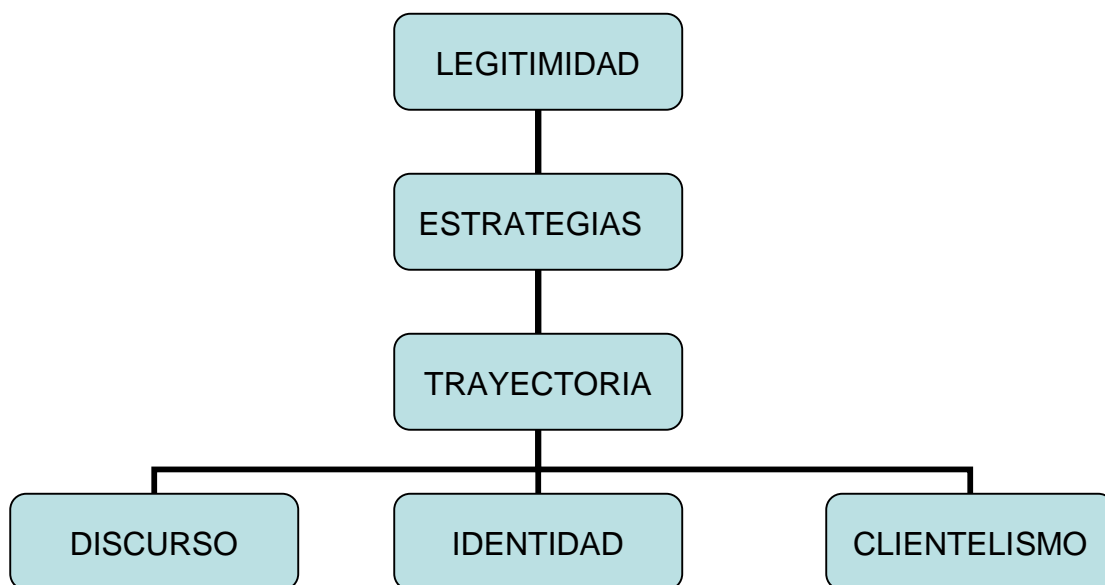 LEGITIMIDAD
ESTRATEGIAS
TRAYECTORIA
DISCURSO
IDENTIDAD
CLIENTELISMO